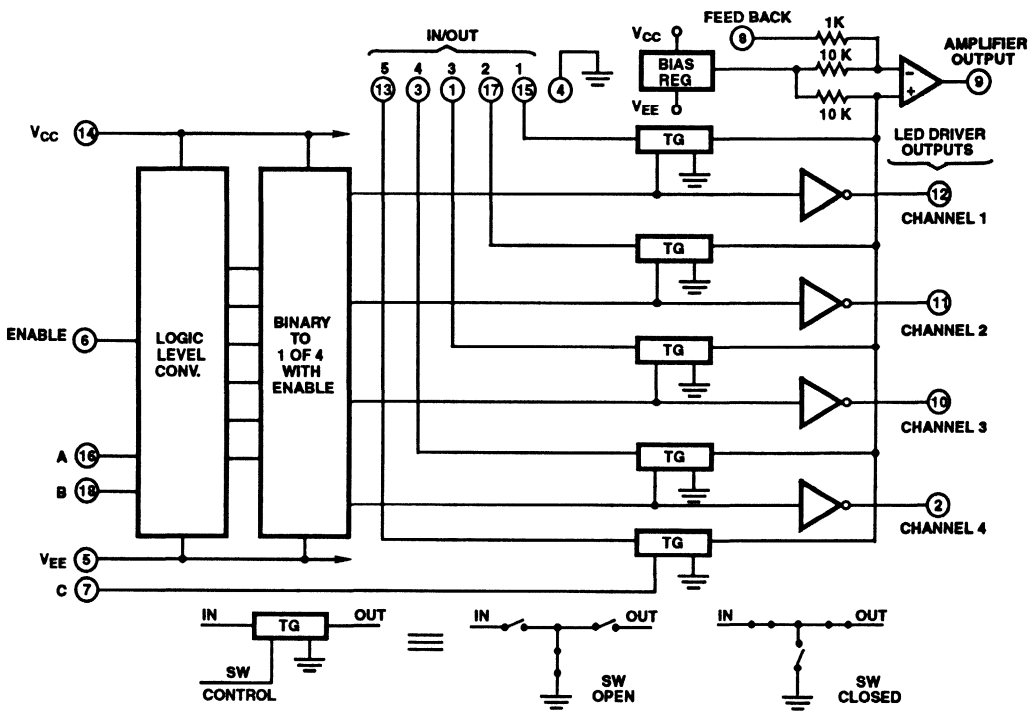 FEED BACK
8
1K
IN/OUT
VCC
10 K
AMPLIFIER
OUTPUT
5 4 3 2 1
BIAS
REG
−
+
9
13 3 1 17 15 4
VEE
10 K
VCC 14
TG
LED DRIVER
OUTPUTS
12
CHANNEL 1
TG
11
CHANNEL 2
ENABLE 6
LOGIC
LEVEL
CONV.
BINARY
TO
1 OF 4
WITH
ENABLE
TG
10
CHANNEL 3
A 16
TG
B 18
2
CHANNEL 4
VEE 5
TG
C 7
IN TG OUT
SW
CONTROL
IN OUT
SW
OPEN
IN OUT
SW
CLOSED